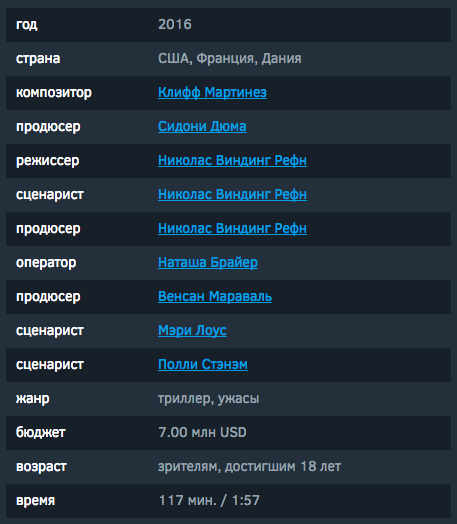 год 2016
страна США, Франция, Дания
композитор Клифф Мартинез
продюсер Сидони Дюма
режиссер Николас Виндинг Рефн
сценарист Николас Виндинг Рефн
продюсер Николас Виндинг Рефн
оператор Наташа Брайер
продюсер Венсан Мараваль
сценарист Мэри Лоус
сценарист Полли Стэнэм
жанр триллер, ужасы
бюджет 7.00 млн USD
возраст зрителям, достигшим 18 лет
время 117 мин. / 1:57